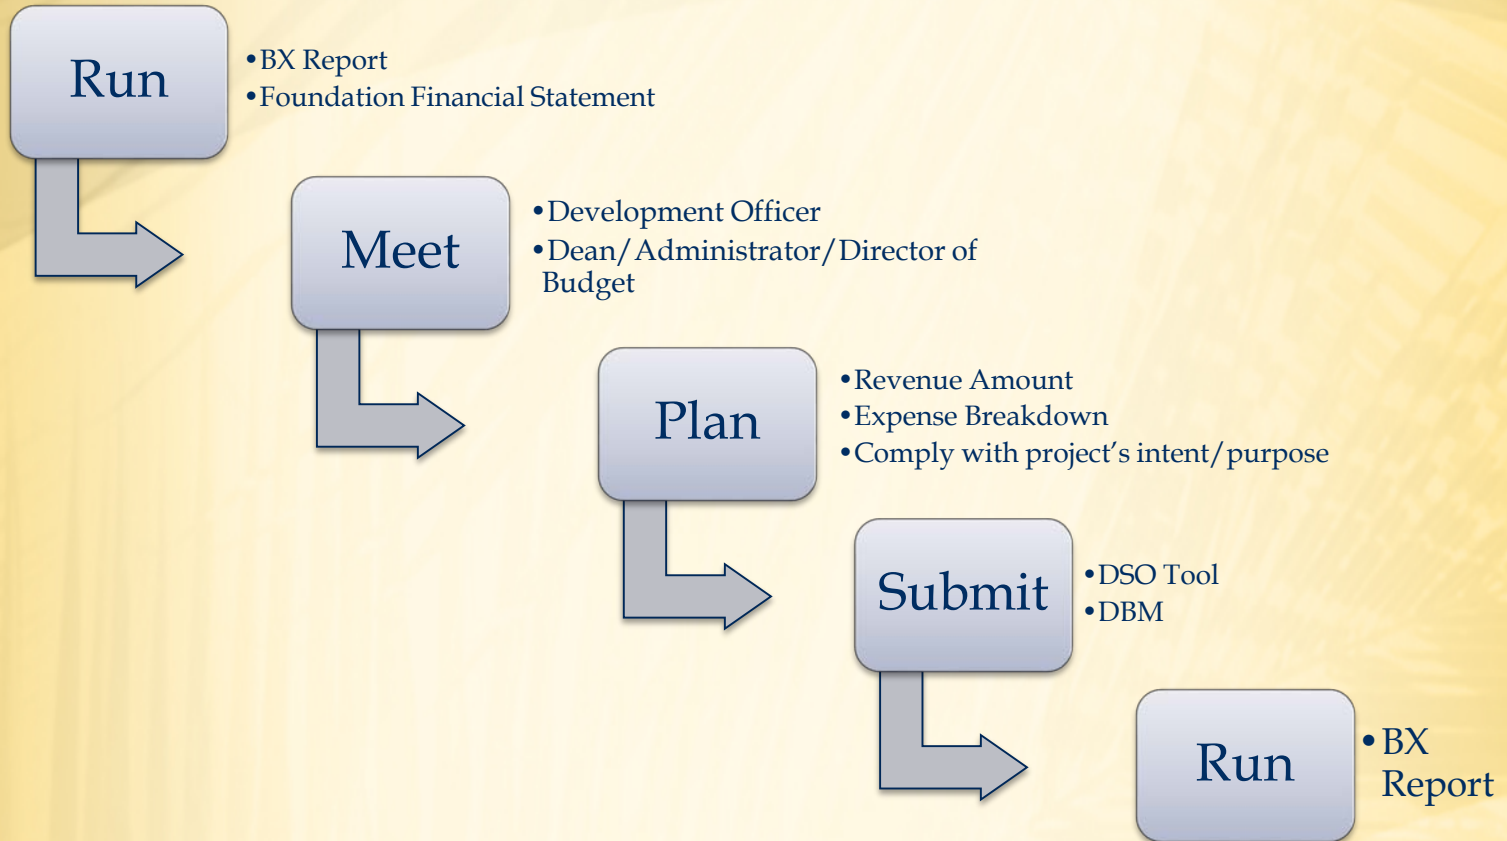 Run
•BX Report
•Foundation Financial Statement
Meet
•Development Officer
•Dean/Administrator/Director of
Budget
Plan
•Revenue Amount
•Expense Breakdown
•Comply with project’s intent/purpose
Submit
•DSO Tool
•DBM
Run
•BX
Report